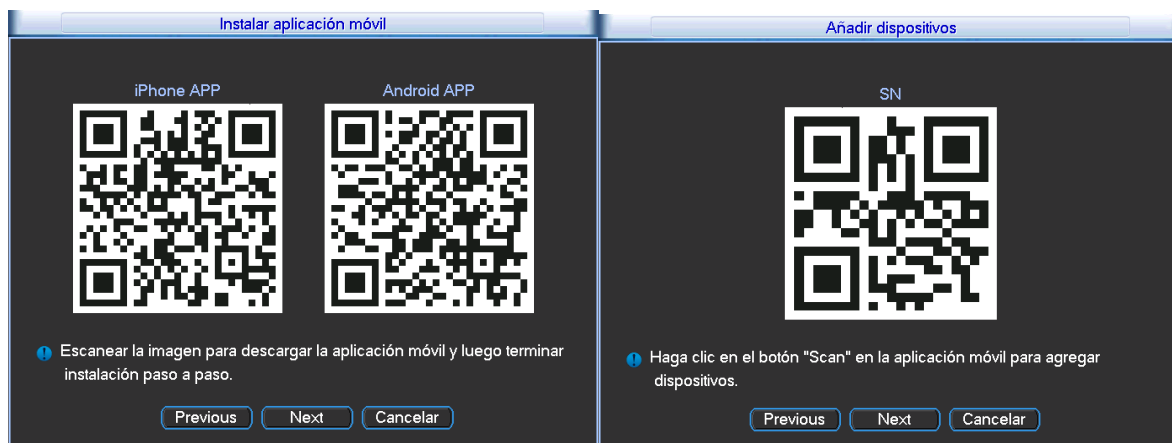 Instalar aplicación móvil
iPhone APP
Android APP
Escanear la imagen para descargar la aplicación móvil y luego terminar
instalación paso a paso.
Previous
Next
Cancelar
Añadir dispositivos
SN
Haga clic en el botón "Scan" en la aplicación móvil para agregar
dispositivos.
Previous
Next
Cancelar